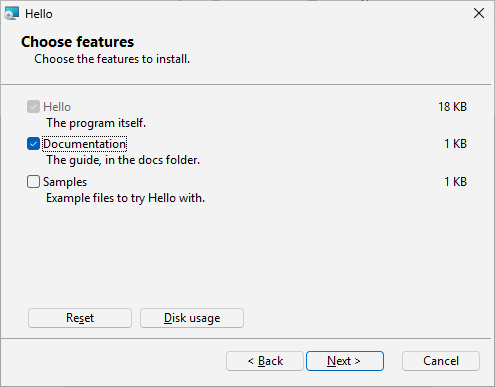 Hello
Choose features
Choose the features to install.
Hello 18 KB
The program itself.
Documentation 1 KB
The guide, in the docs folder.
Samples 1 KB
Example files to try Hello with.
Reset Disk usage
< Back Next > Cancel